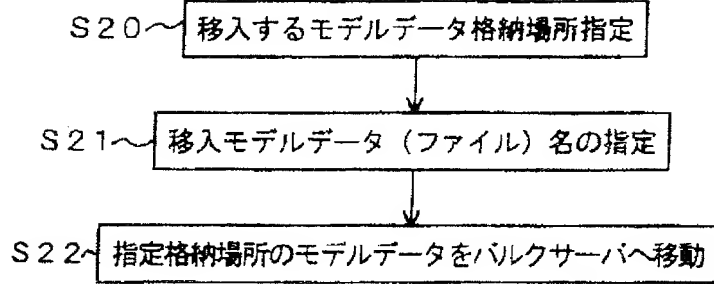 S20 移入するモデルデータ格納場所指定
S21 移入モデルデータ（ファイル）名の指定
S22 指定格納場所のモデルデータをバルクサーバへ移動